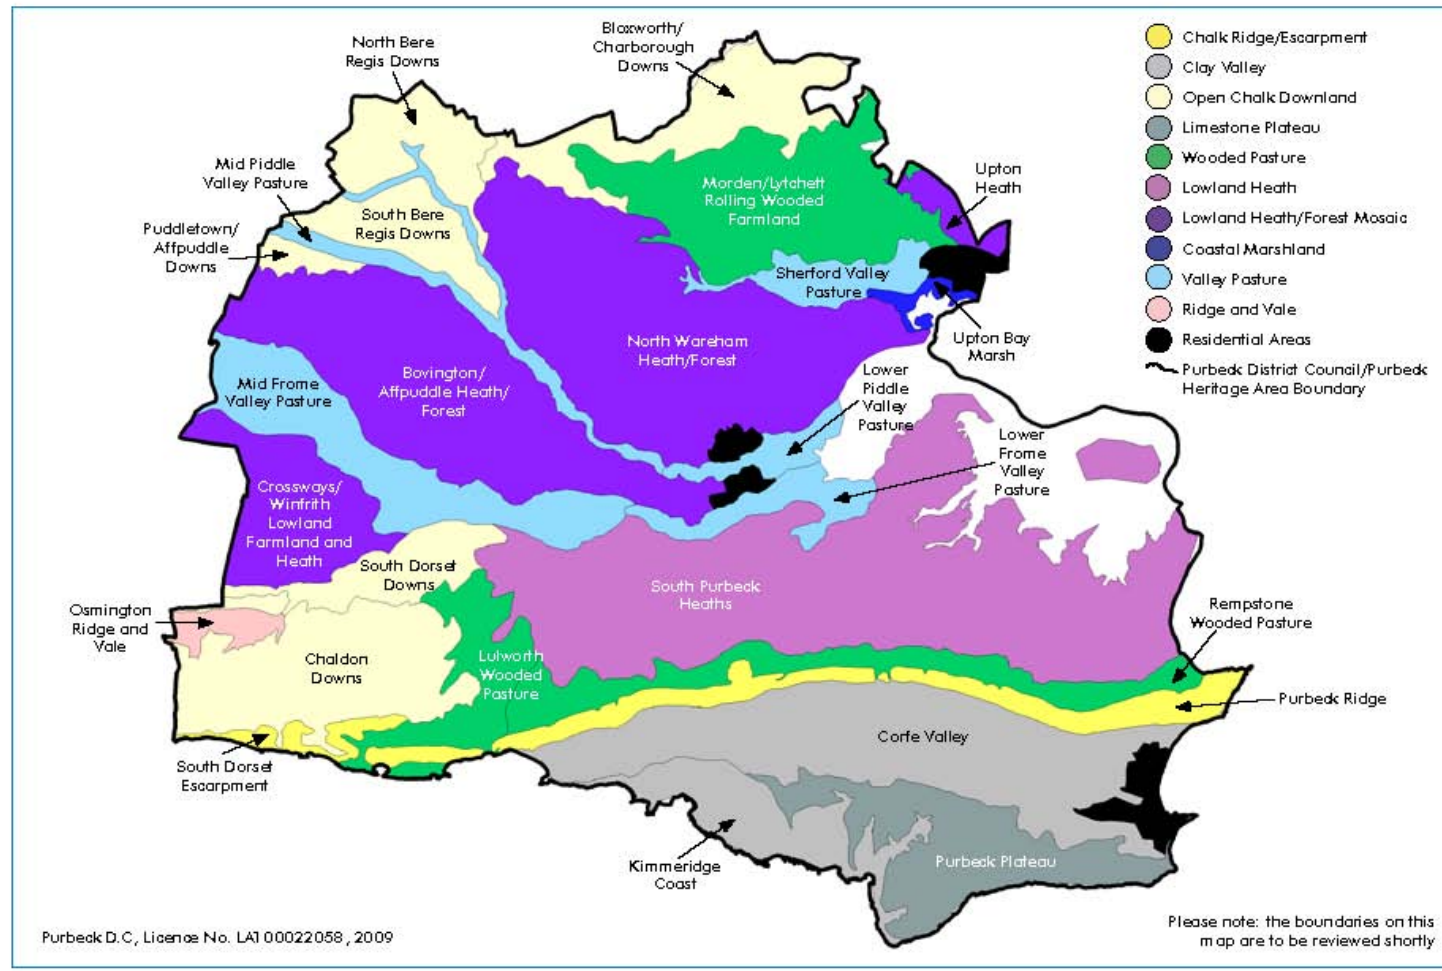 North Bere
Regis Downs
Bloxworth/
Charborough
Downs
Mid Piddle
Valley Pasture
Puddletown/
Affpuddle
Downs
South Bere
Regis Downs
Morden/Lytchett
Rolling Wooded
Farmland
Upton
Heath
Sherford Valley
Pasture
Upton Bay
Marsh
North Wareham
Heath/Forest
Bovington/
Affpuddle Heath/
Forest
Mid Frome
Valley Pasture
Lower
Piddle
Valley
Pasture
Lower
Frome
Valley
Pasture
Crossways/
Winfrith
Lowland
Farmland and
Heath
South Dorset
Downs
South Purbeck
Heaths
Osmington
Ridge and
Vale
Chaldon
Downs
Lulworth
Wooded
Pasture
Rempstone
Wooded Pasture
Purbeck Ridge
Corfe Valley
South Dorset
Escarpment
Kimmeridge
Coast
Purbeck Plateau
Chalk Ridge/Escarpment
Clay Valley
Open Chalk Downland
Limestone Plateau
Wooded Pasture
Lowland Heath
Lowland Heath/Forest Mosaic
Coastal Marshland
Valley Pasture
Ridge and Vale
Residential Areas
Purbeck District Council/Purbeck
Heritage Area Boundary
Purbeck D.C, Licence No. LA100022058, 2009
Please note: the boundaries on this
map are to be reviewed shortly